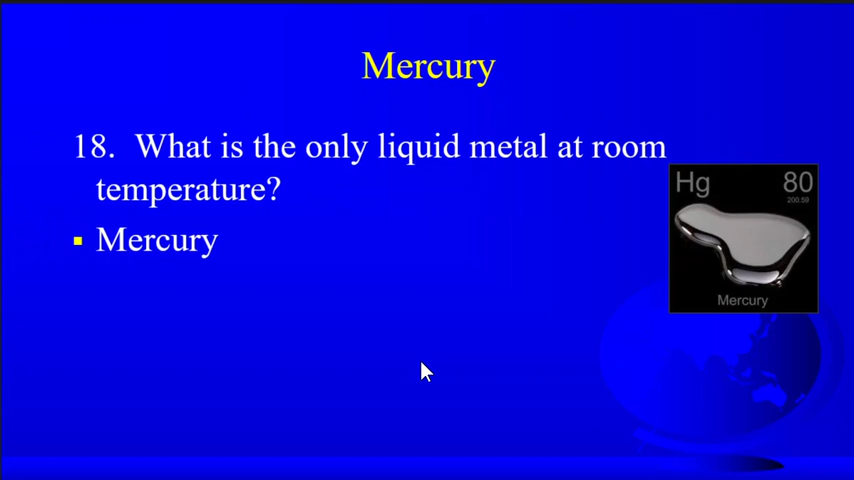 Mercury
18. What is the only liquid metal at room
temperature?
Hg 80
200.59
Mercury
Mercury